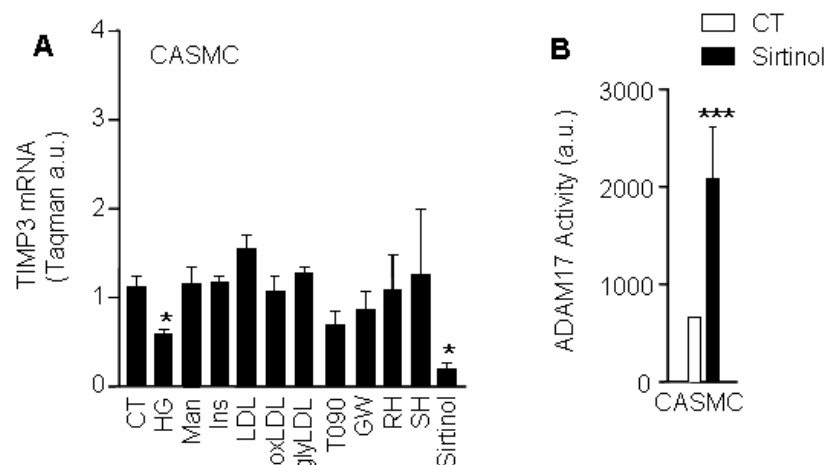 A
CASMC
TIMP3 mRNA
(Taqman a.u.)
4
3
2
1
0
*
*
CT
HG
Man
Ins
LDL
oxLDL
glyLDL
T090
GW
RH
SH
Sirtinol
B
CT
Sirtinol
ADAM17 Activity (a.u.)
3000
2000
1000
0
***
CASMC